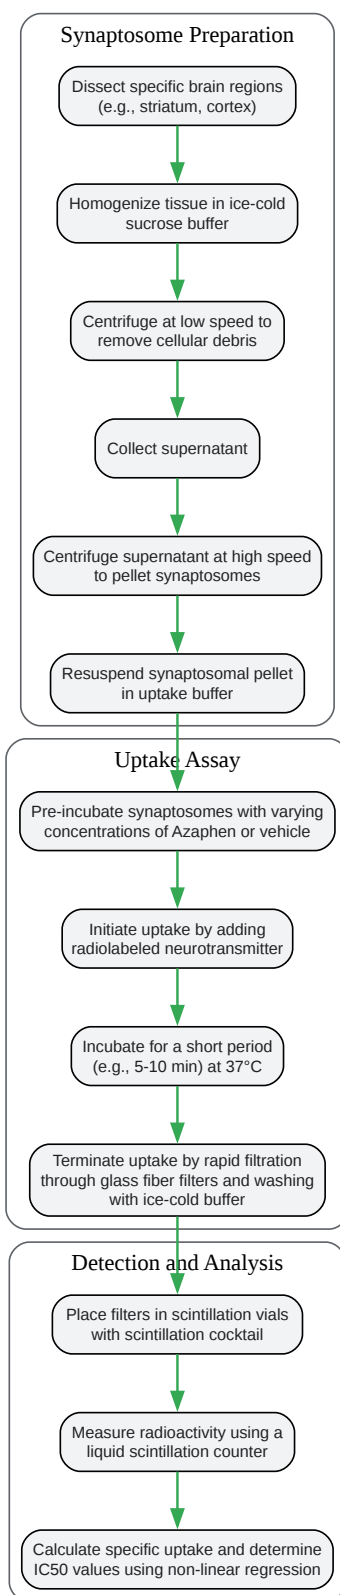 Synaptosome Preparation
Dissect specific brain regions
(e.g., striatum, cortex)
Homogenize tissue in ice-cold
sucrose buffer
Centrifuge at low speed to
remove cellular debris
Collect supernatant
Centrifuge supernatant at high speed
to pellet synaptosomes
Resuspend synaptosomal pellet
in uptake buffer
Uptake Assay
Pre-incubate synaptosomes with varying
concentrations of Azaphen or vehicle
Initiate uptake by adding
radiolabeled neurotransmitter
Incubate for a short period
(e.g., 5-10 min) at 37°C
Terminate uptake by rapid filtration
through glass fiber filters and washing
with ice-cold buffer
Detection and Analysis
Place filters in scintillation vials
with scintillation cocktail
Measure radioactivity using a
liquid scintillation counter
Calculate specific uptake and determine
IC50 values using non-linear regression